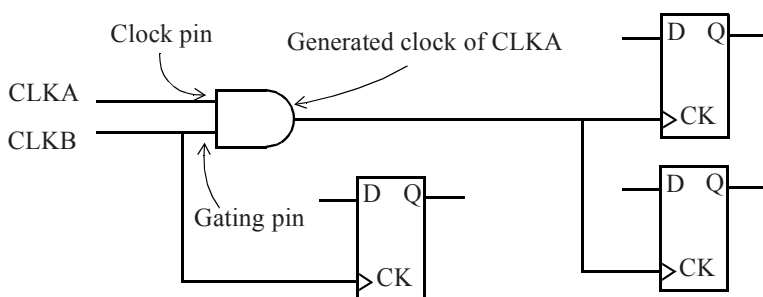 Clock pin
Generated clock of CLKA
D Q
CLKA
CK
CLKB
D Q
D Q
Gating pin
CK
CK